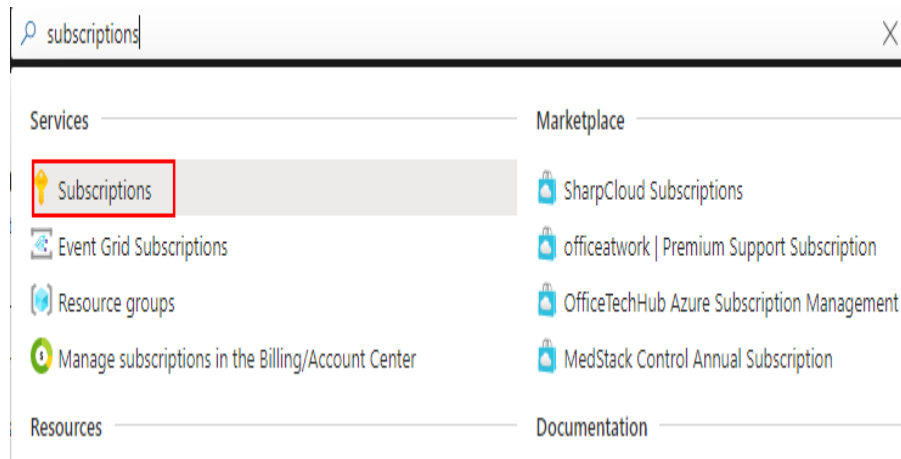 subscriptions
Services
Subscriptions
Event Grid Subscriptions
Resource groups
Manage subscriptions in the Billing/Account Center
Resources
Marketplace
SharpCloud Subscriptions
officeatwork | Premium Support Subscription
OfficeTechHub Azure Subscription Management
MedStack Control Annual Subscription
Documentation